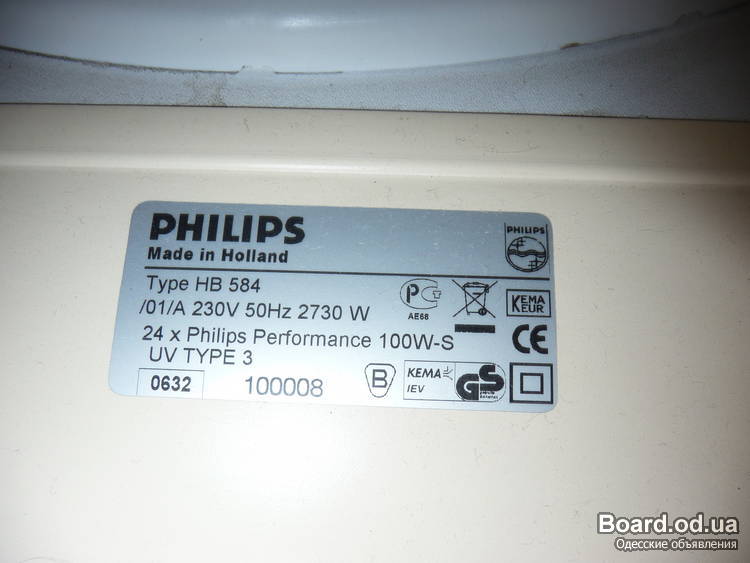 PHILIPS
Made in Holland
PHILIPS
Type HB 584
/01/A 230V 50Hz 2730 W
AE68
KEMA
EUR
24 x Philips Performance 100W-S
UV TYPE 3
CE
0632
100008
B
KEMA
IEV
GS
Board.od.ua
Одесские объявления